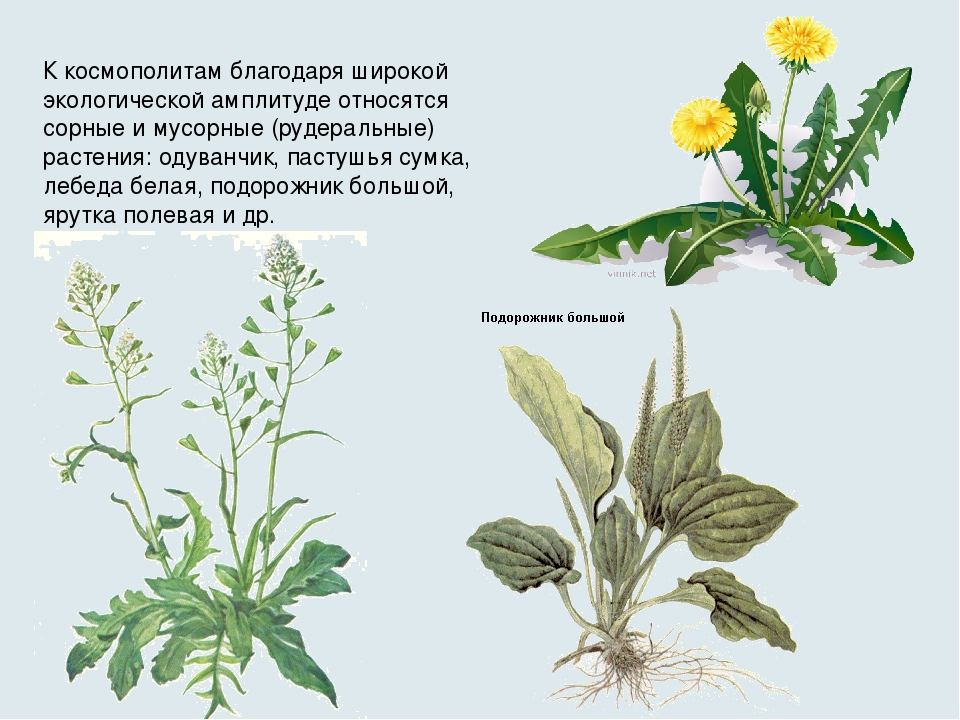 К космополитам благодаря широкой
экологической амплитуде относятся
сорные и мусорные (рудеральные)
растения: одуванчик, пастушья сумка,
лебеда белая, подорожник большой,
ярутка полевая и др.
vinnik.net
Подорожник большой